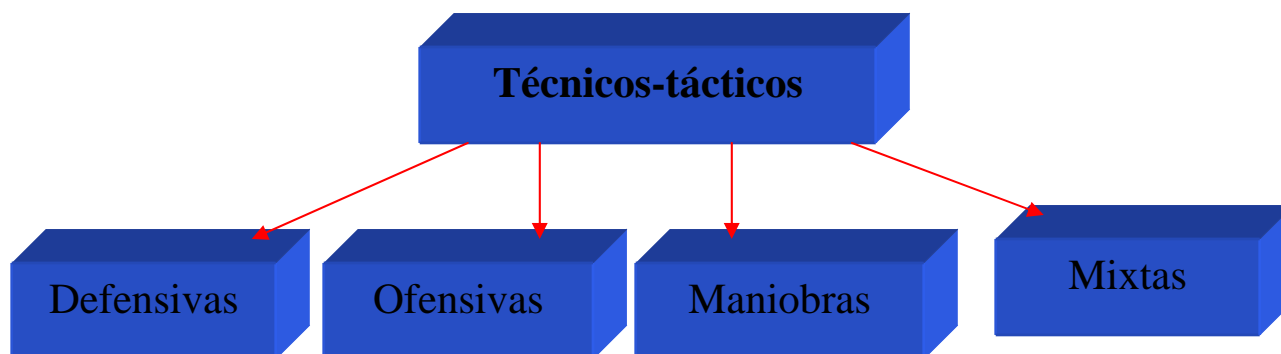 Técnicos-tácticos
Defensivas
Ofensivas
Maniobras
Mixtas